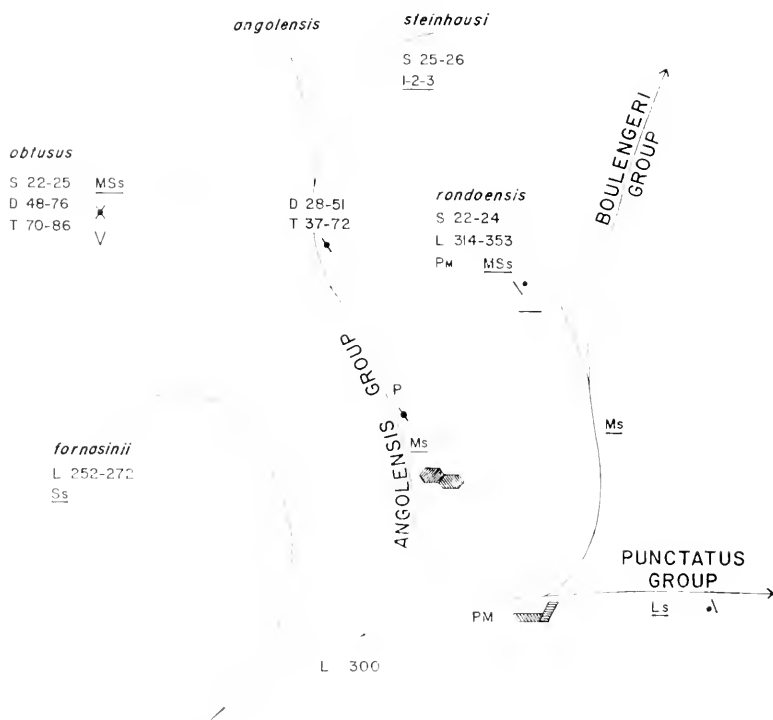 angolensis
steinhausi
S 25-26
1-2-3
obtusus
S 22-25 MSs
D 48-76
T 70-86
V
D 28-51
T 37-72
rondoensis
S 22-24
L 314-353
PM MSs
BOULENGERI
GROUP
ANGOLENSIS GROUP
P
Ms
Ms
fornasinii
L 252-272
Ss
PUNCTATUS
GROUP
Ls
PM
L 300